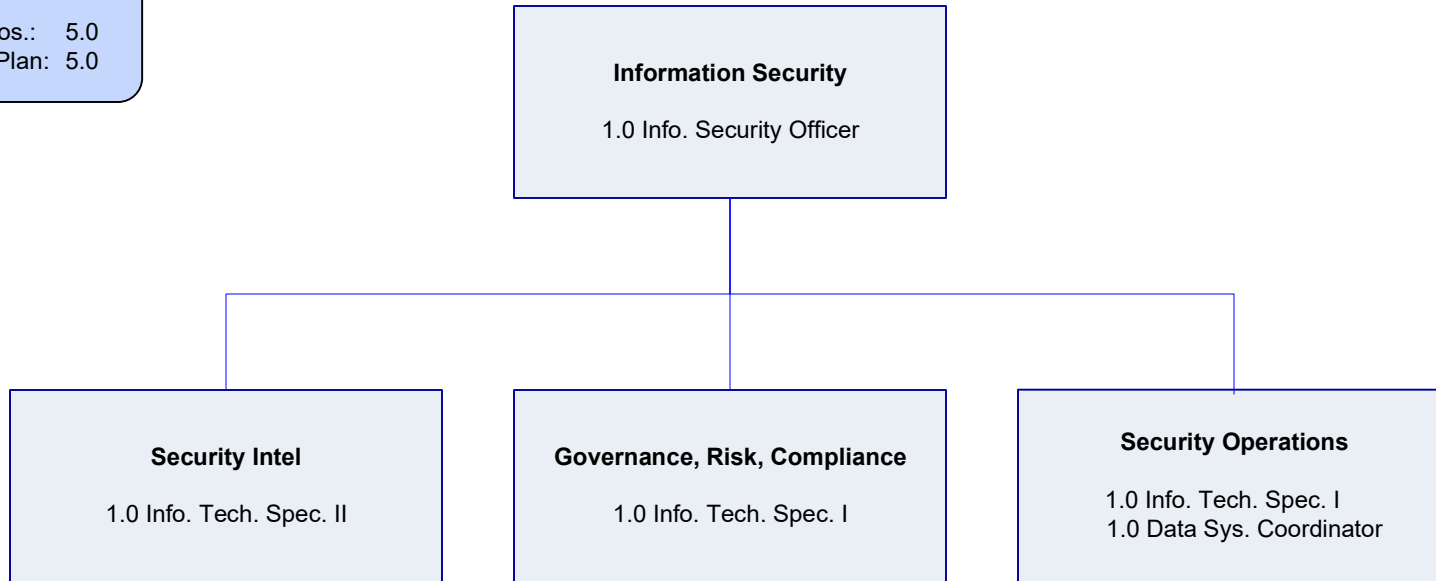 os.: 5.0
Plan: 5.0
Information Security
1.0 Info. Security Officer
Security Intel
1.0 Info. Tech. Spec. II
Governance, Risk, Compliance
1.0 Info. Tech. Spec. I
Security Operations
1.0 Info. Tech. Spec. I
1.0 Data Sys. Coordinator